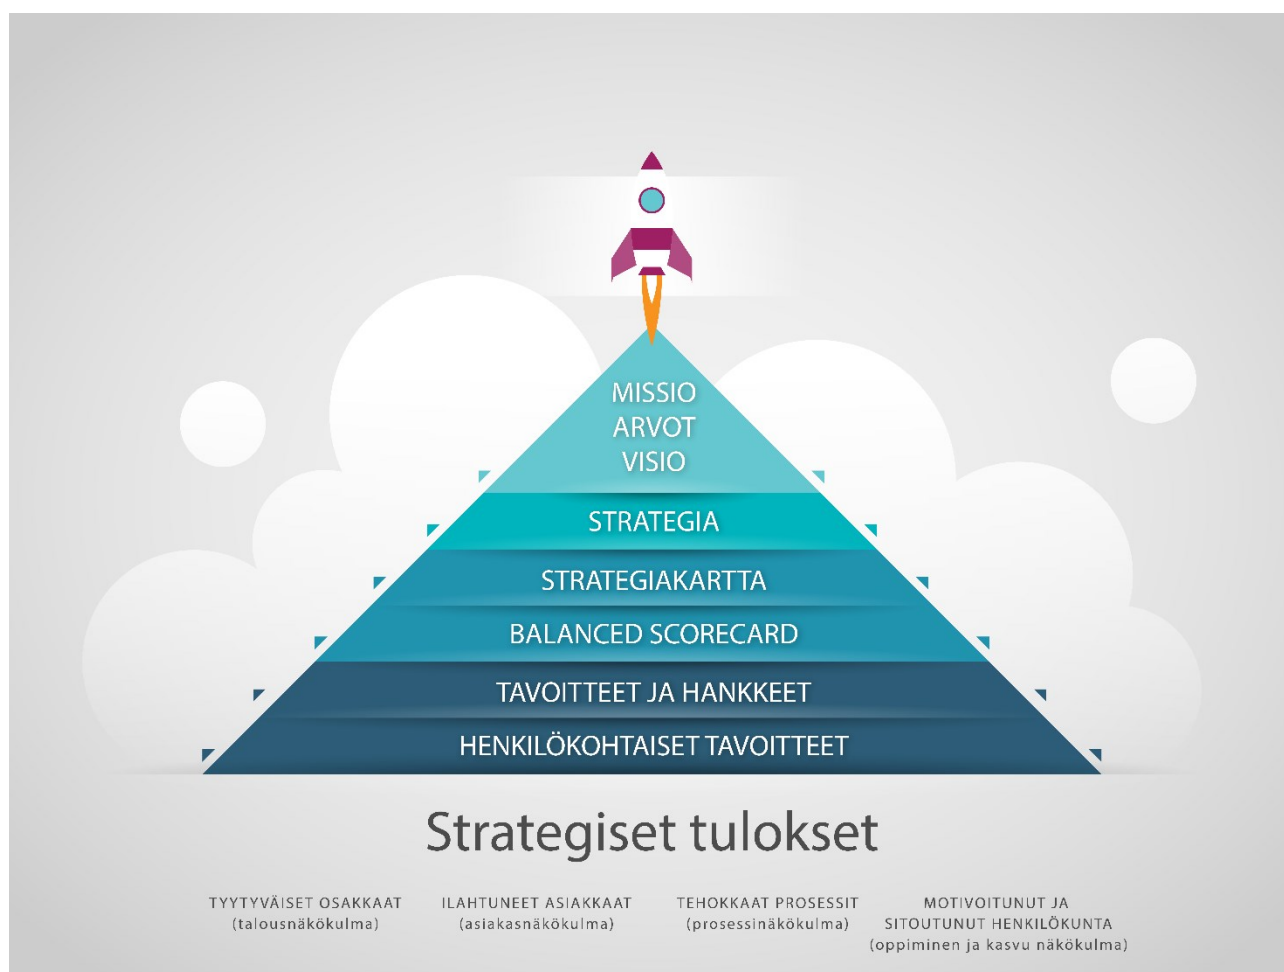 MISSIO
ARVOT
VISIO
STRATEGIA
STRATEGIAKARTTA
BALANCED SCORECARD
TAVOITTEET JA HANKKEET
HENKILÖKOHTAISET TAVOITTEET
Strategiset tulokset
TYYTYVÄISET OSAKKAAT
(talousnäkökulma)
ILAHTUNEET ASIAKKAAT
(asiakasnäkökulma)
TEHOKKAAT PROSESSIT
(prosessinäkökulma)
MOTIVOITUNUT JA
SITOUTUNUT HENKILÖKUNTA
(oppiminen ja kasvu näkökulma)